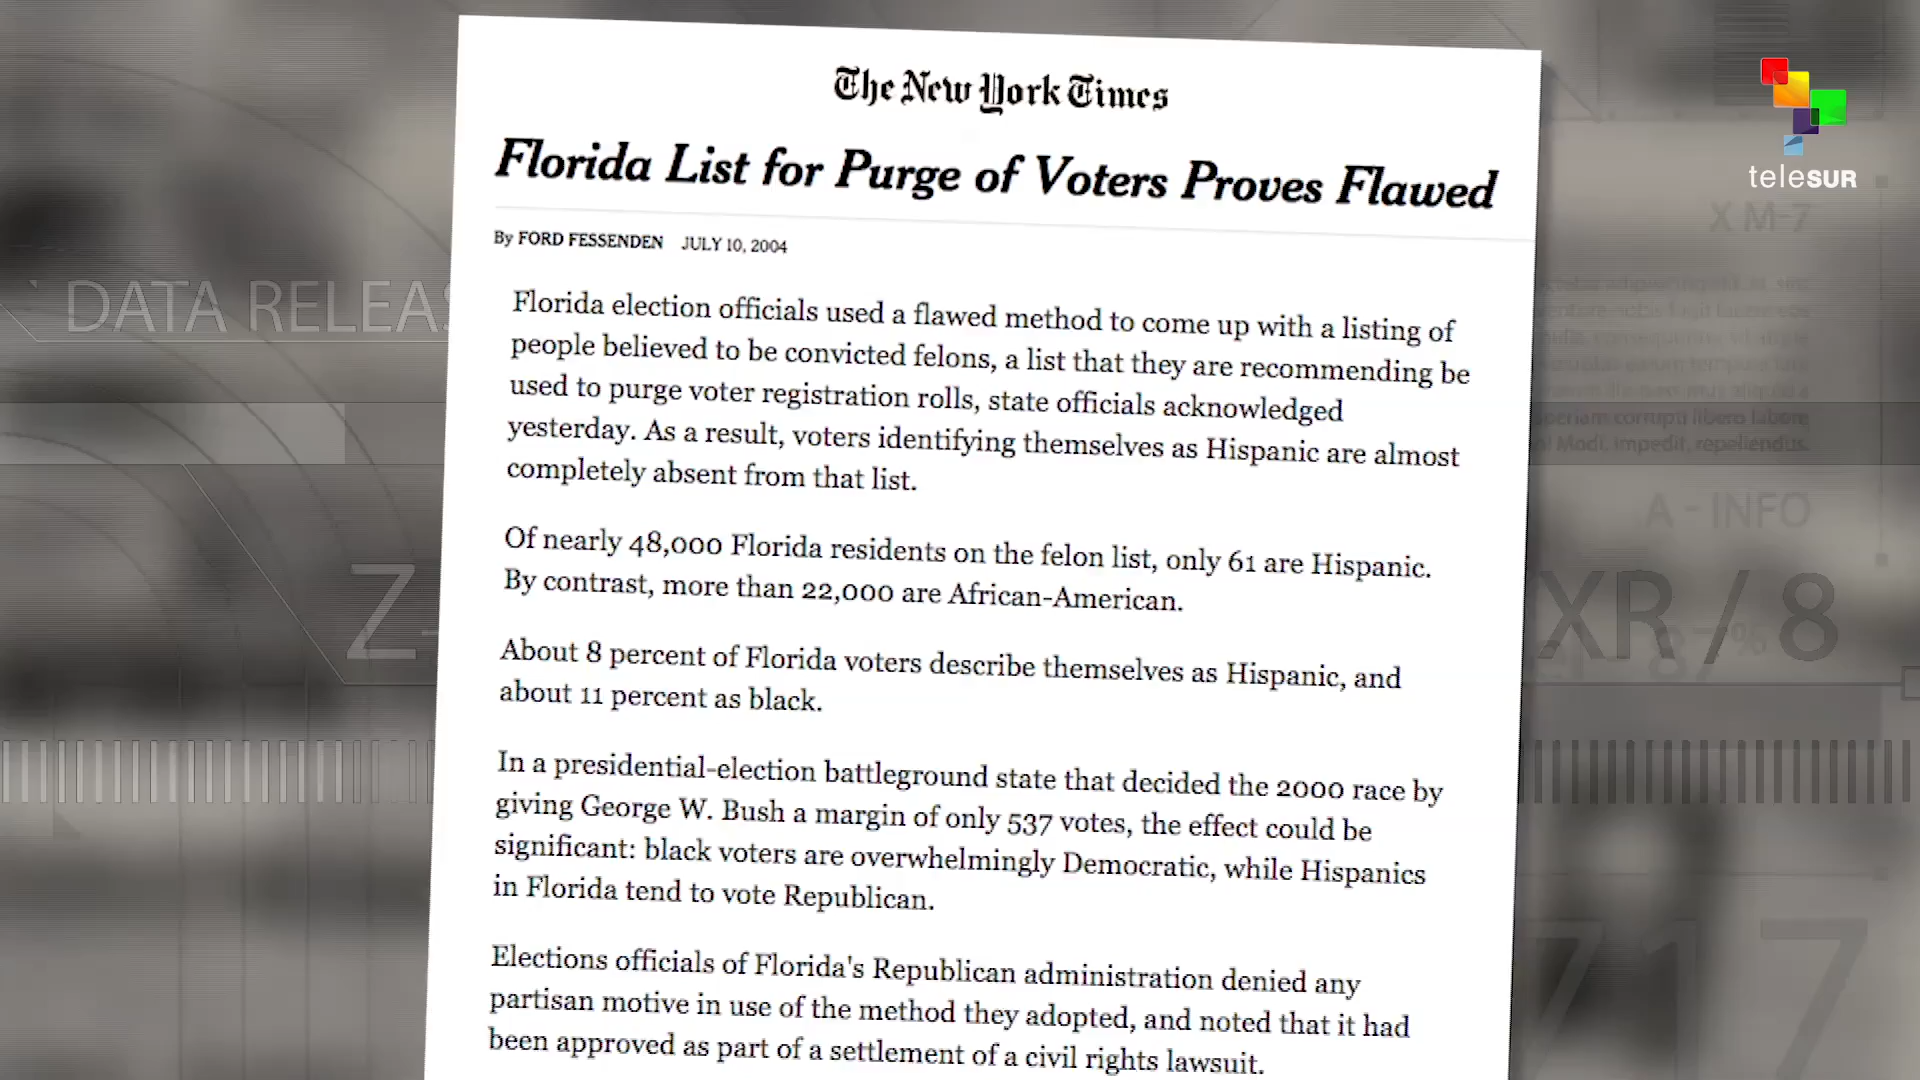 The New York Times
Florida List for Purge of Voters Proves Flawed
By FORD FESSENDEN JULY 10, 2004
Florida election officials used a flawed method to come up with a listing of
people believed to be convicted felons, a list that they are recommending be
used to purge voter registration rolls, state officials acknowledged
yesterday. As a result, voters identifying themselves as Hispanic are almost
completely absent from that list.
Of nearly 48,000 Florida residents on the felon list, only 61 are Hispanic.
By contrast, more than 22,000 are African-American.
About 8 percent of Florida voters describe themselves as Hispanic, and
about 11 percent as black.
In a presidential-election battleground state that decided the 2000 race by
giving George W. Bush a margin of only 537 votes, the effect could be
significant: black voters are overwhelmingly Democratic, while Hispanics
in Florida tend to vote Republican.
Elections officials of Florida's Republican administration denied any
partisan motive in use of the method they adopted, and noted that it had
been approved as part of a settlement of a civil rights lawsuit.
teleSUR
X M-7
DATA RELEAS
periam corrupti libero labore
Modi, impedit, repellendus.
A - INFO
Z-
XR / 8
717